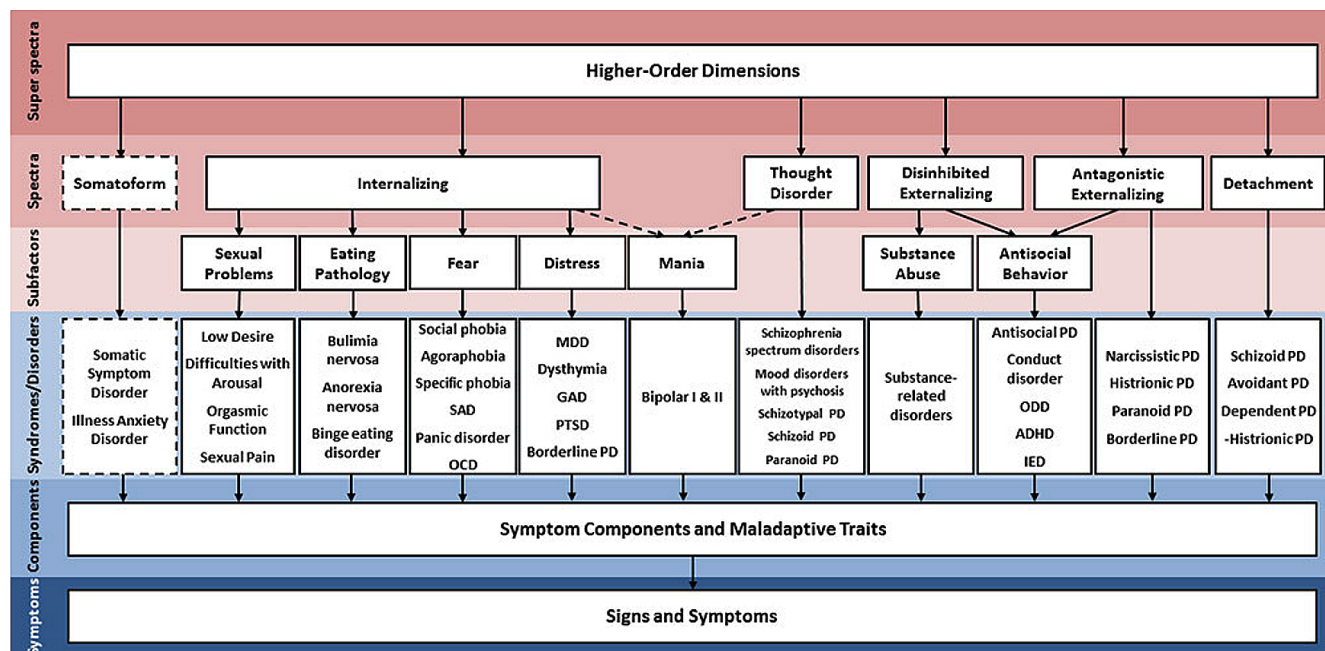 Super spectra
Higher-Order Dimensions
Spectra
Somatoform
Internalizing
Thought
Disorder
Disinhibited
Externalizing
Antagonistic
Externalizing
Detachment
Subfactors
Sexual
Problems
Eating
Pathology
Fear
Distress
Mania
Substance
Abuse
Antisocial
Behavior
Syndromes/Disorders
Somatic
Symptom
Disorder
Illness Anxiety
Disorder
Low Desire
Difficulties with
Arousal
Orgasmic
Function
Sexual Pain
Bulimia
nervosa
Anorexia
nervosa
Binge eating
disorder
Social phobia
Agoraphobia
Specific phobia
SAD
Panic disorder
OCD
MDD
Dysthymia
GAD
PTSD
Borderline PD
Bipolar I & II
Schizophrenia
spectrum disorders
Mood disorders
with psychosis
Schizotypal PD
Schizoid PD
Paranoid PD
Substance-
related
disorders
Antisocial PD
Conduct
disorder
ODD
ADHD
IED
Narcissistic PD
Histrionic PD
Paranoid PD
Borderline PD
Schizoid PD
Avoidant PD
Dependent PD
-Histrionic PD
Components
Symptom Components and Maladaptive Traits
Symptoms
Signs and Symptoms